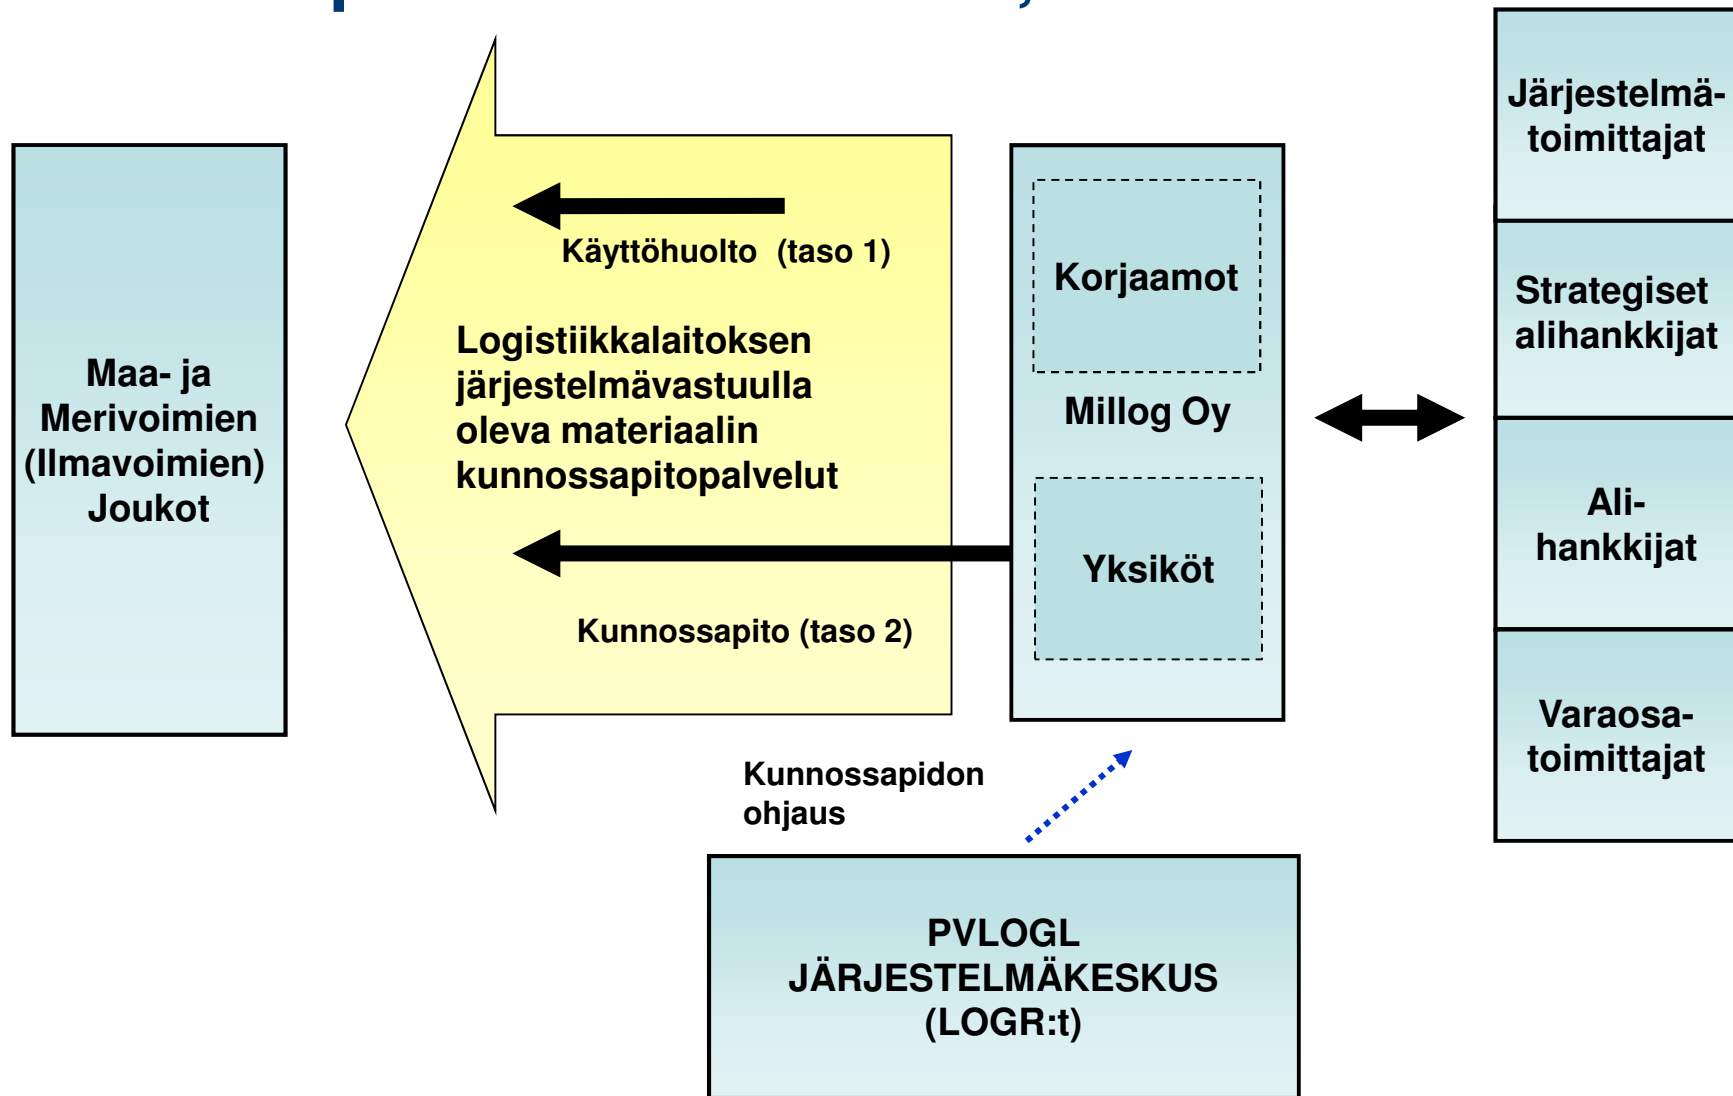 Maa- ja
Merivoimien
(Ilmavoimien)
Joukot
Käyttöhuolto (taso 1)
Logistiikkalaitoksen
järjestelmävastuulla
oleva materiaalin
kunnossapitopalvelut
Kunnossapito (taso 2)
Korjaamot
Millog Oy
Yksiköt
Järjestelmä-
toimittajat
Strategiset
alihankkijat
Ali-
hankkijat
Varaosa-
toimittajat
Kunnossapidon
ohjaus
PVLOGL
JÄRJESTELMÄKESKUS
(LOGR:t)